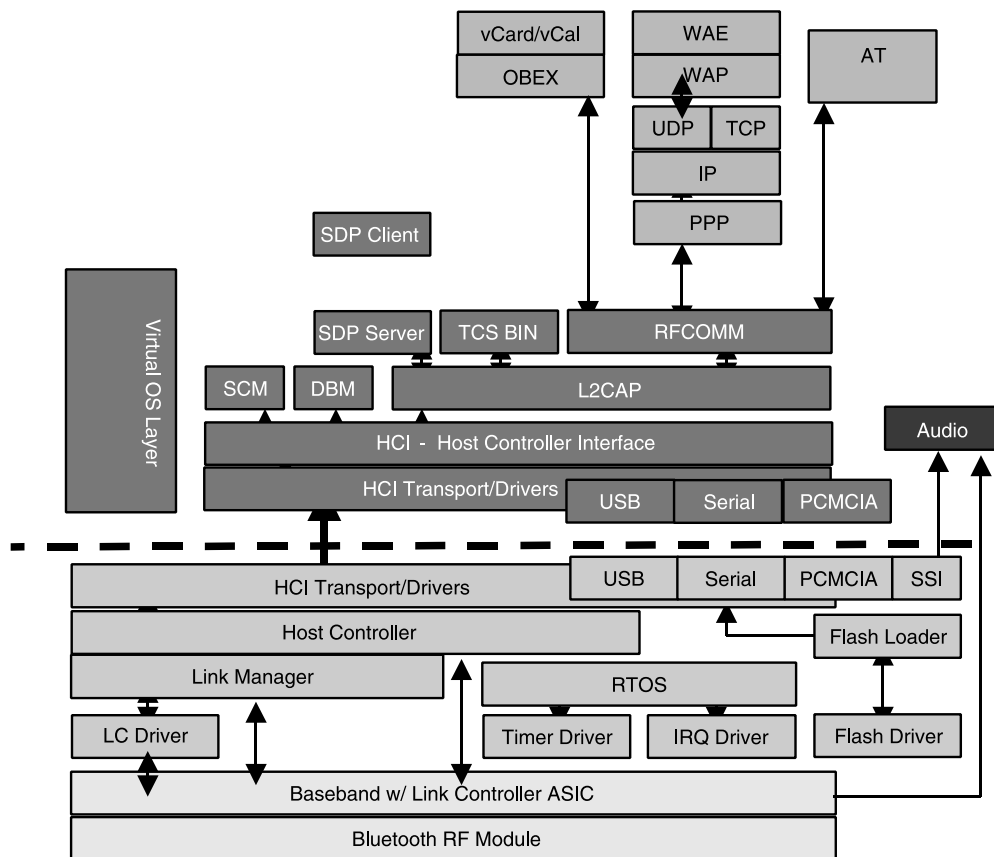 vCard/vCal
OBEX
WAE
WAP
UDP
TCP
IP
PPP
AT
SDP Client
Virtual OS Layer
SDP Server
TCS BIN
RFCOMM
SCM
DBM
L2CAP
HCI - Host Controller Interface
Audio
HCI Transport/Drivers
USB
Serial
PCMCIA
HCI Transport/Drivers
USB
Serial
PCMCIA
SSI
Host Controller
Flash Loader
Link Manager
RTOS
LC Driver
Timer Driver
IRQ Driver
Flash Driver
Baseband w/ Link Controller ASIC
Bluetooth RF Module